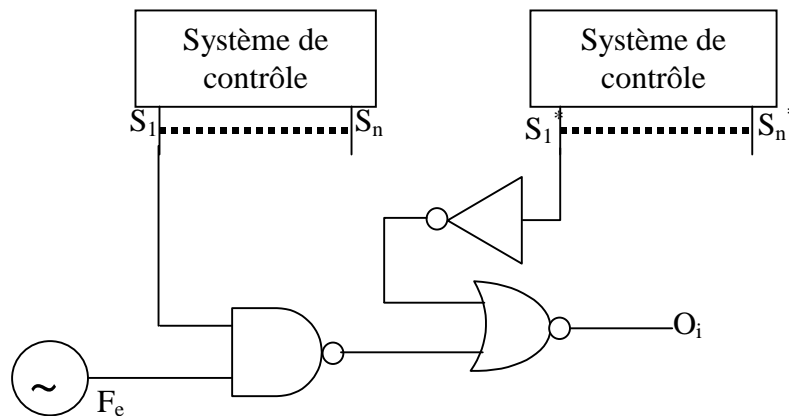 Système de
contrôle
Système de
contrôle
S1
Sn
S1*
Sn*
Fe
Oi
~